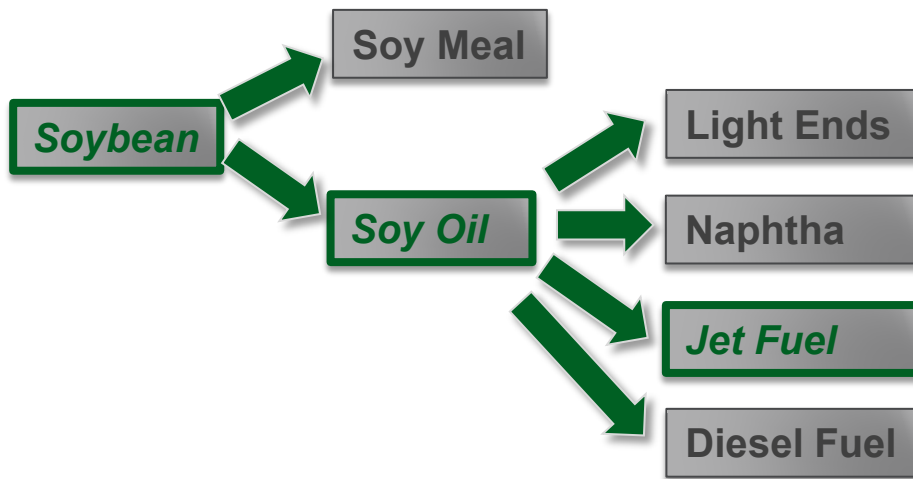 Soy Meal
Soybean
Light Ends
Soy Oil
Naphtha
Jet Fuel
Diesel Fuel